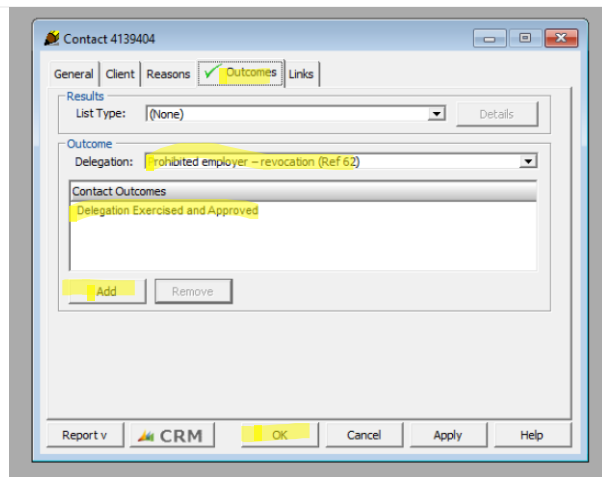 Contact 4139404
General Client Reasons Outcomes Links
Results
List Type: (None) Details
Outcome
Delegation: Prohibited employer – revocation (Ref 62)
Contact Outcomes
Delegation Exercised and Approved
Add Remove
Report v CRM OK Cancel Apply Help